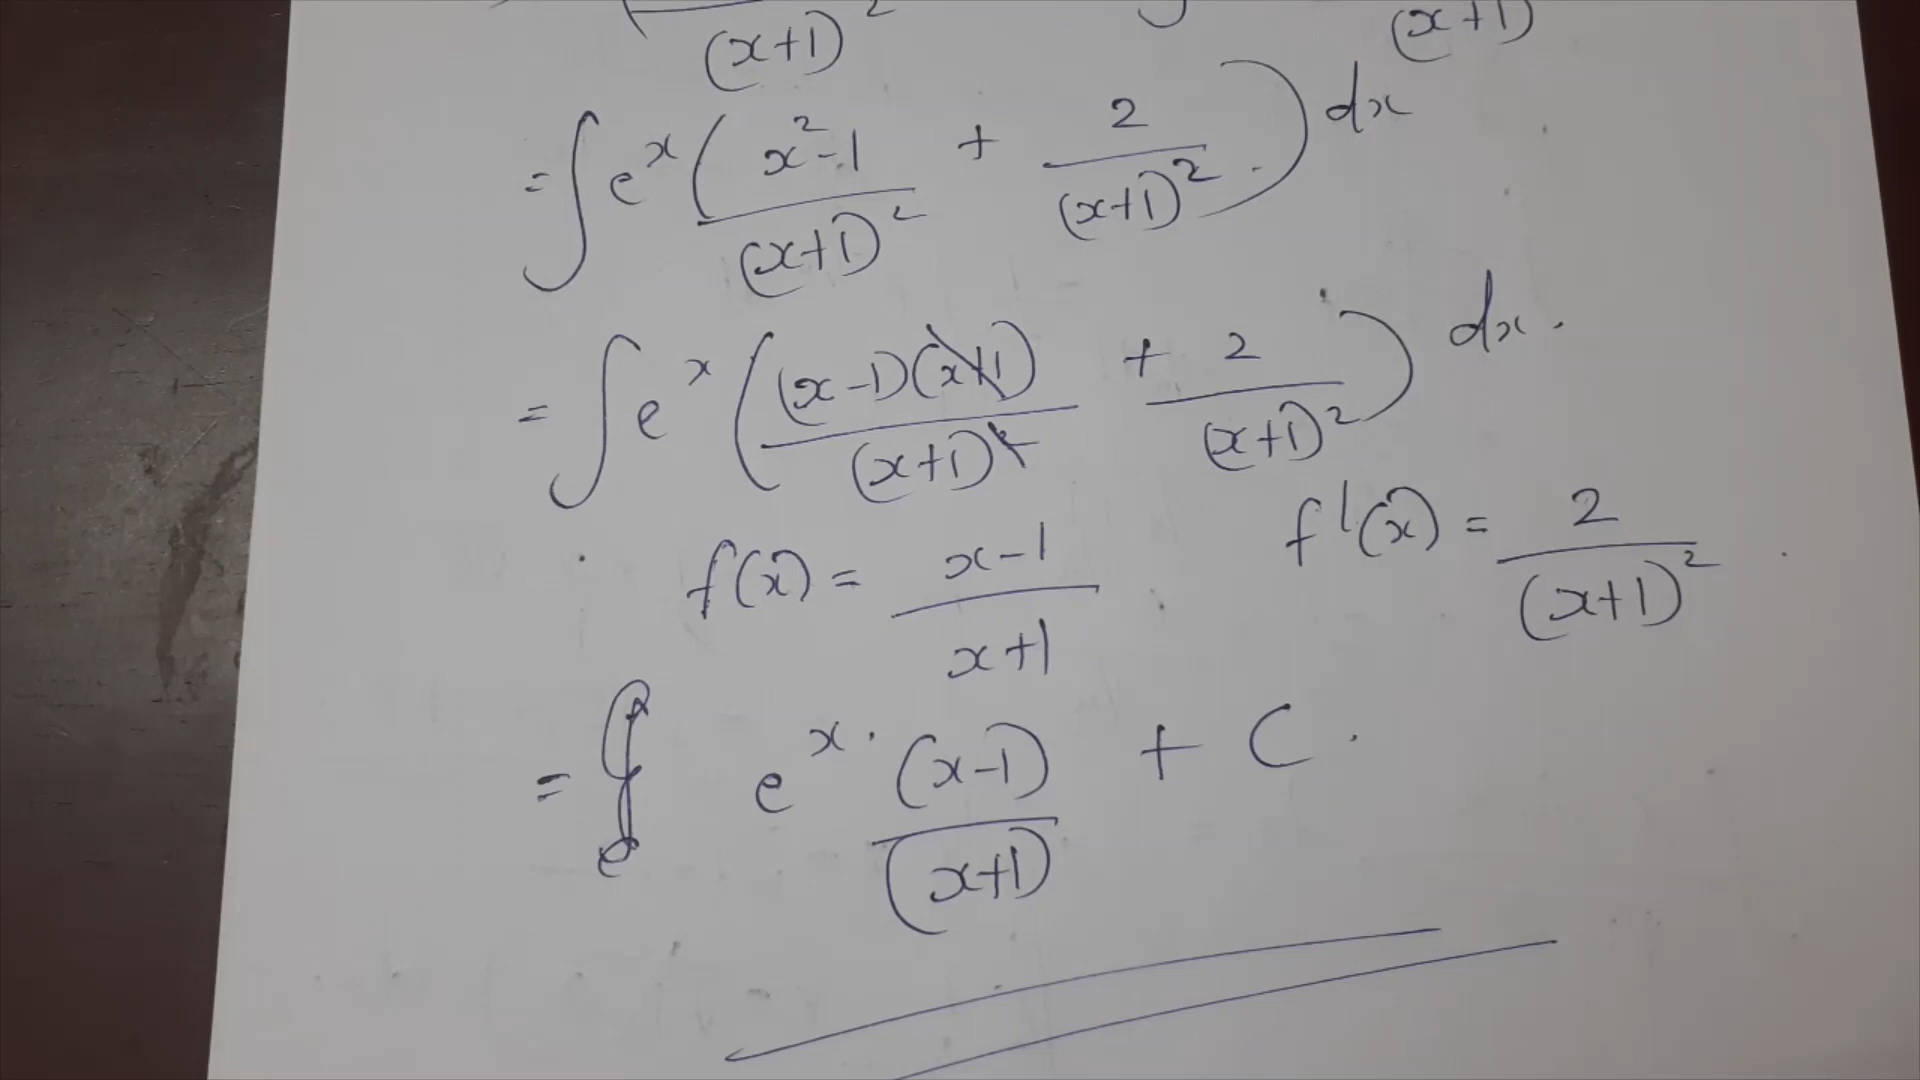 (x+1)² (x+1)
= ∫ eˣ ( (x²-1)/(x+1)² + 2/(x+1)² ) dx
= ∫ eˣ ( (x-1)(x+1)/(x+1)² + 2/(x+1)² ) dx.
f(x) = (x-1)/(x+1) f'(x) = 2/(x+1)²
= eˣ. (x-1)/(x+1) + C.